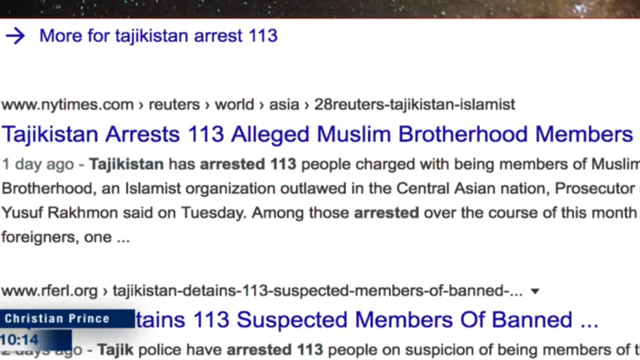 → More for tajikistan arrest 113
www.nytimes.com › reuters › world › asia › 28reuters-tajikistan-islamist
Tajikistan Arrests 113 Alleged Muslim Brotherhood Members
1 day ago - Tajikistan has arrested 113 people charged with being members of Muslim
Brotherhood, an Islamist organization outlawed in the Central Asian nation, Prosecutor
Yusuf Rakhmon said on Tuesday. Among those arrested over the course of this month
foreigners, one ...
www.rferl.org › tajikistan-detains-113-suspected-members-of-banned-... ▼
tains 113 Suspected Members Of Banned ...
Christian Prince
10:14
2 days ago - Tajik police have arrested 113 people on suspicion of being members of